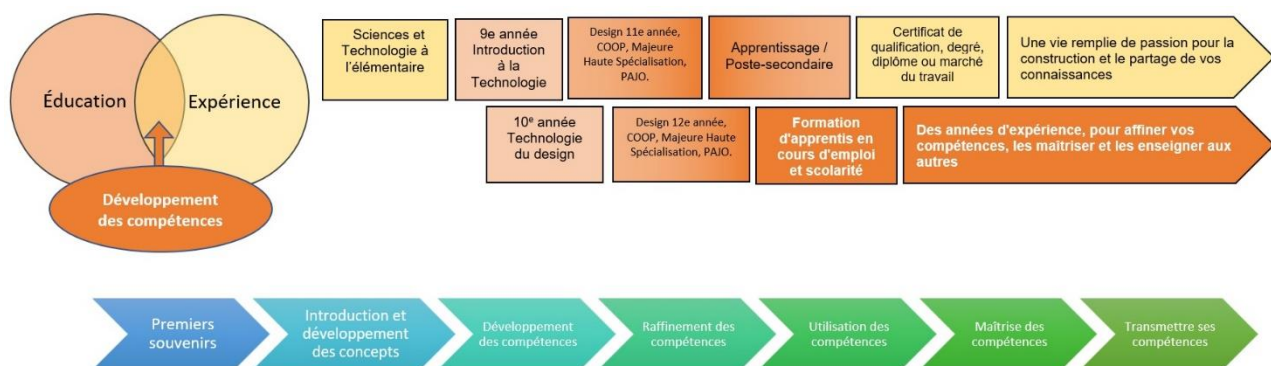 Éducation
Expérience
Développement
des compétences
Sciences et
Technologie à
l'élémentaire
9e année
Introduction
à la
Technologie
Design 11e année,
COOP, Majeure
Haute
Spécialisation,
PAJO.
Apprentissage /
Poste-secondaire
Certificat de
qualification, degré,
diplôme ou marché
du travail
Une vie remplie de passion pour la
construction et le partage de vos
connaissances
10e année
Technologie
du design
Design 12e année,
COOP, Majeure Haute
Spécialisation, PAJO.
Formation
d'apprentis en
cours d'emploi
et scolarité
Des années d'expérience, pour affiner vos
compétences, les maîtriser et les enseigner aux
autres
Premiers
souvenirs
Introduction et
développement
des concepts
Développement
des compétences
Raffinement des
compétences
Utilisation des
compétences
Maîtrise des
compétences
Transmettre ses
compétences